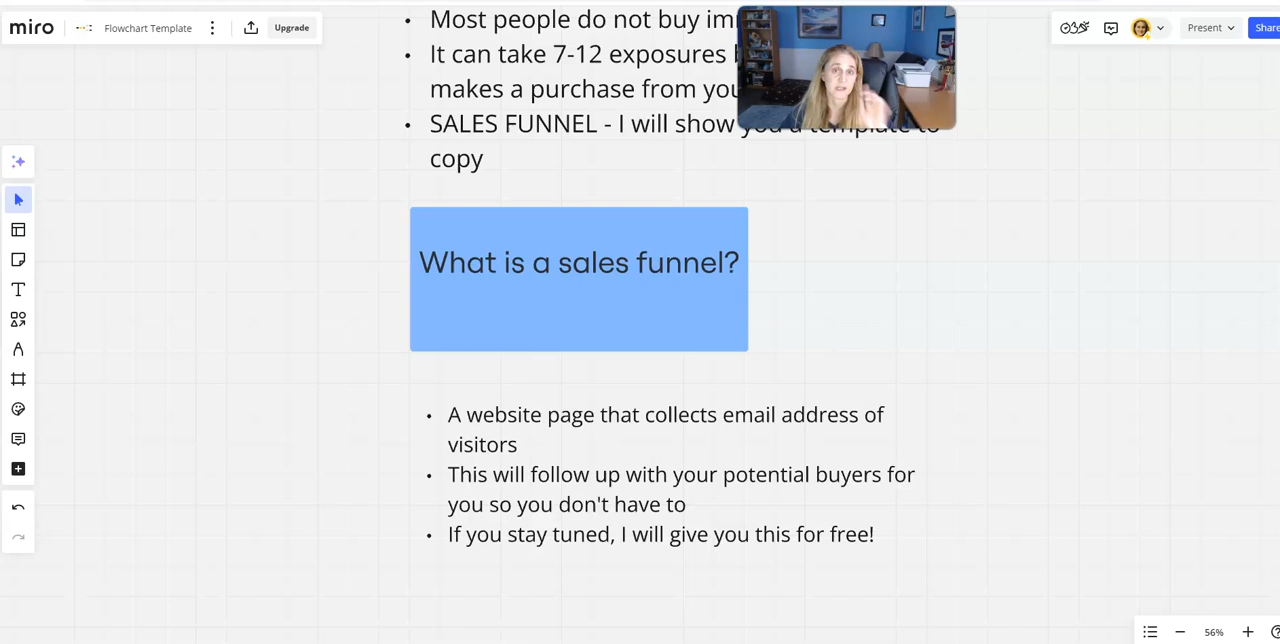 miro
Flowchart Template
Upgrade
Present
Share
Most people do not buy
It can take 7-12 exposures
makes a purchase from you
SALES FUNNEL - I will show you a template to
copy
What is a sales funnel?
A website page that collects email address of
visitors
This will follow up with your potential buyers for
you so you don't have to
If you stay tuned, I will give you this for free!
56%